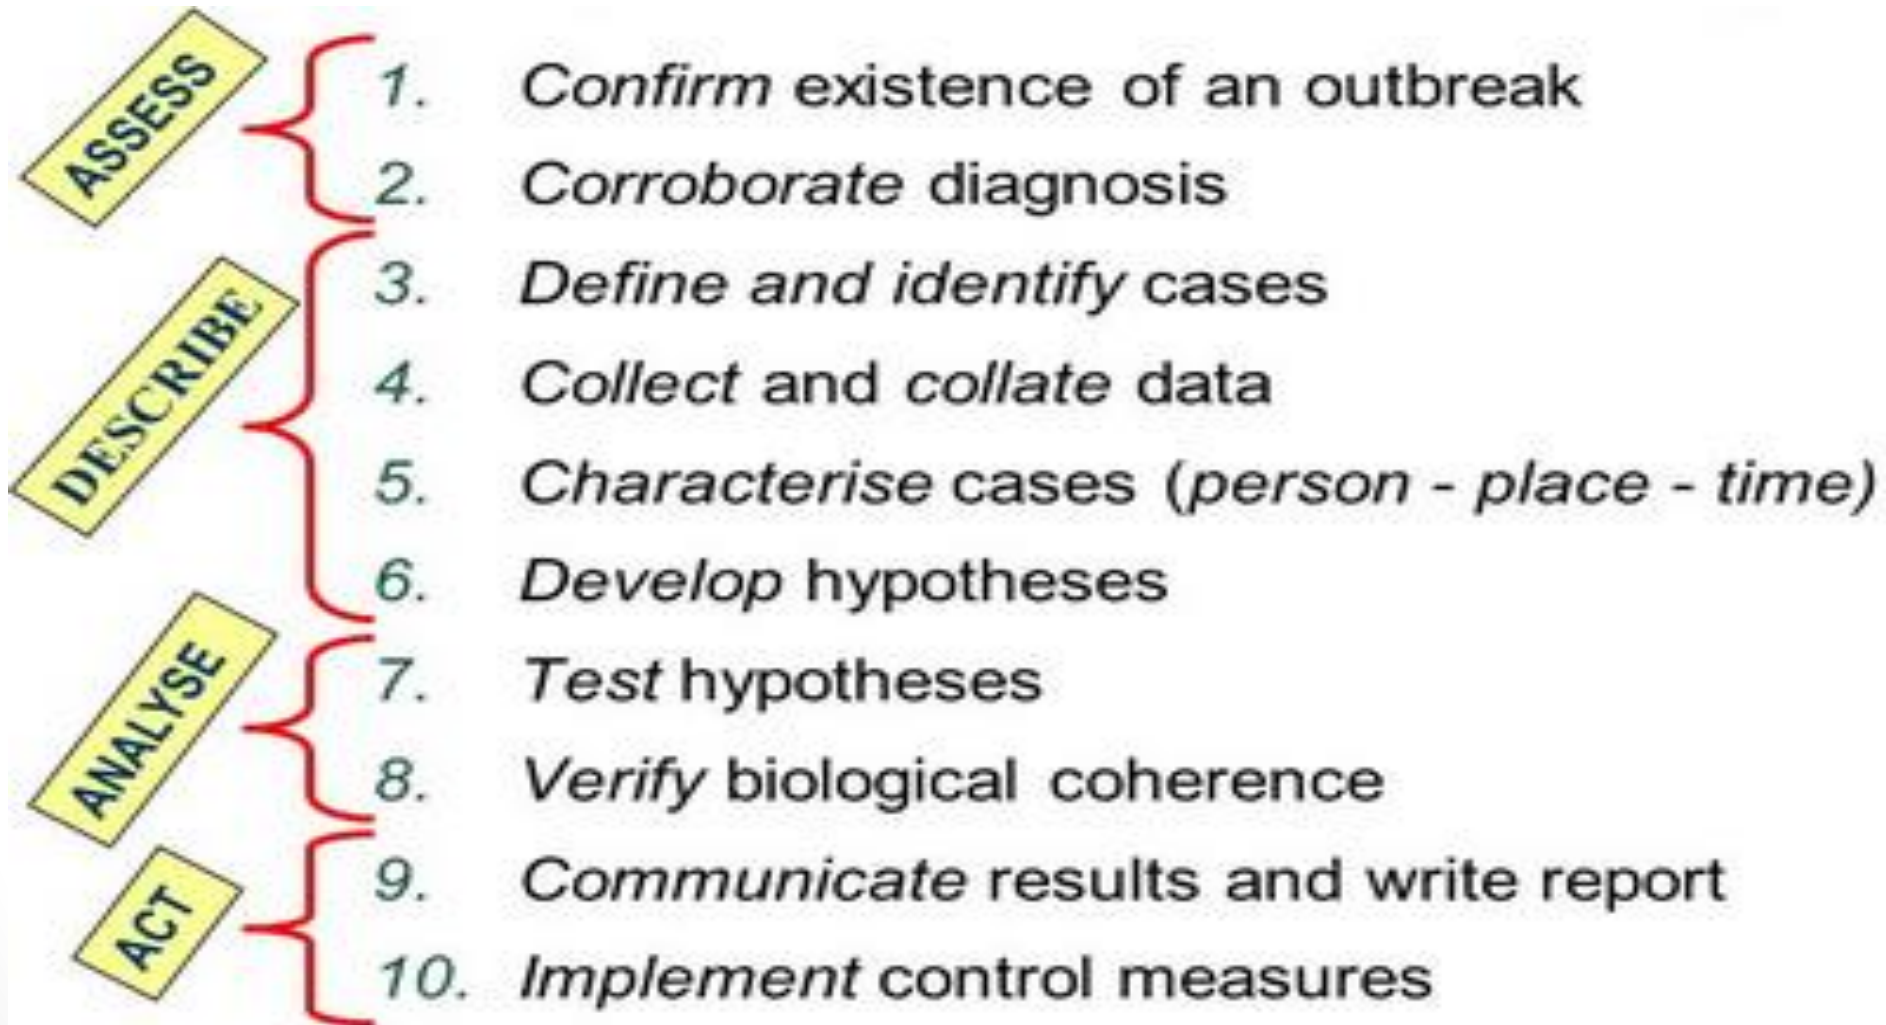 ASSESS
1. Confirm existence of an outbreak
2. Corroborate diagnosis
DESCRIBE
3. Define and identify cases
4. Collect and collate data
5. Characterise cases (person - place - time)
6. Develop hypotheses
ANALYSE
7. Test hypotheses
8. Verify biological coherence
ACT
9. Communicate results and write report
10. Implement control measures